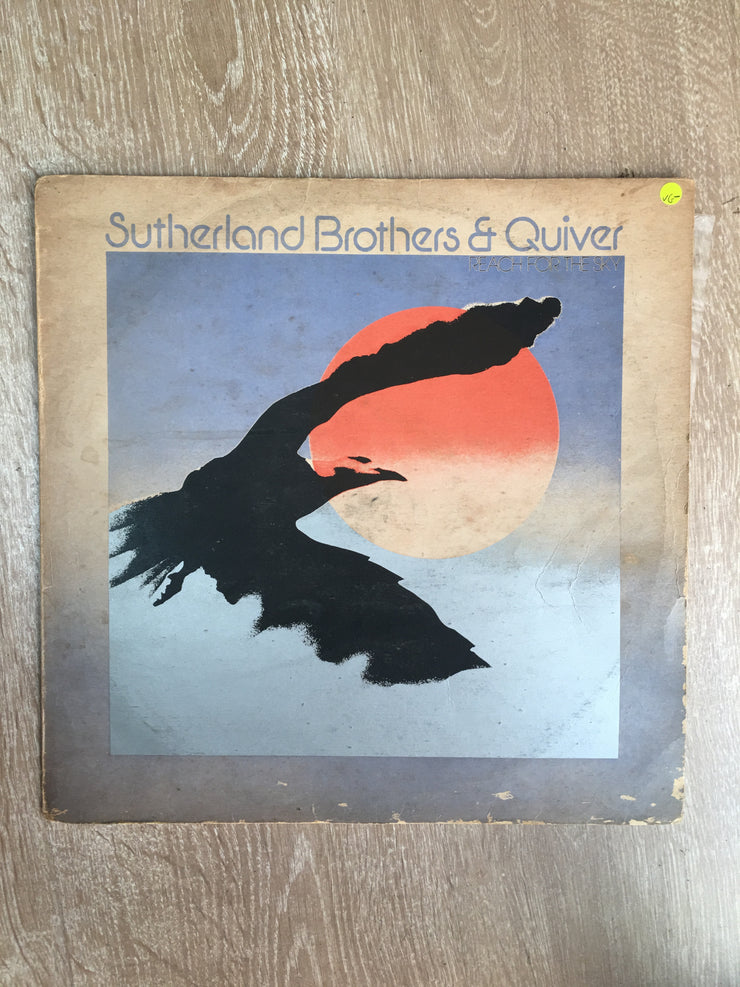 VG-
Sutherland Brothers & Quiver
REACH FOR THE SKY